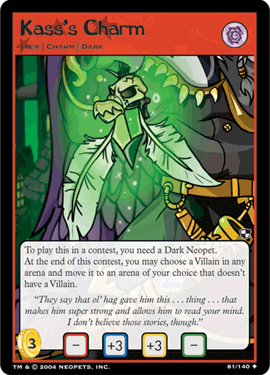 Kass's Charm
Item | Charm | Dark
To play this in a contest, you need a Dark Neopet.
At the end of this contest, you may choose a Villain in any
arena and move it to an arena of your choice that doesn't
have a Villain.
"They say that ol' hag gave him this . . . thing . . . that
makes him super strong and allows him to read your mind.
I don't believe those stories, though."
3
–
+3
+3
–
TM & © 2004 NEOPETS, INC.
81/140 ♦